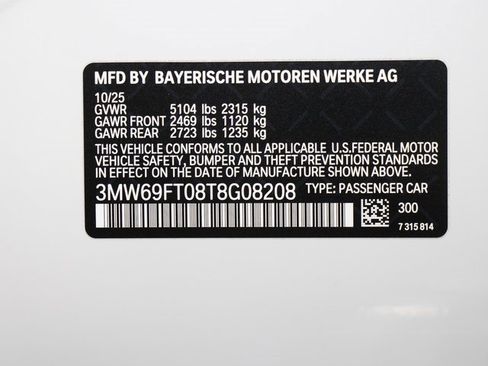 MFD BY BAYERISCHE MOTOREN WERKE AG
10/25
GVWR 5104 lbs 2315 kg
GAWR FRONT 2469 lbs 1120 kg
GAWR REAR 2723 lbs 1235 kg
THIS VEHICLE CONFORMS TO ALL APPLICABLE U.S.FEDERAL MOTOR
VEHICLE SAFETY, BUMPER AND THEFT PREVENTION STANDARDS
IN EFFECT ON THE DATE OF MANUFACTURE SHOWN ABOVE.
3MW69FT08T8G08208 TYPE: PASSENGER CAR
300
7 315 814